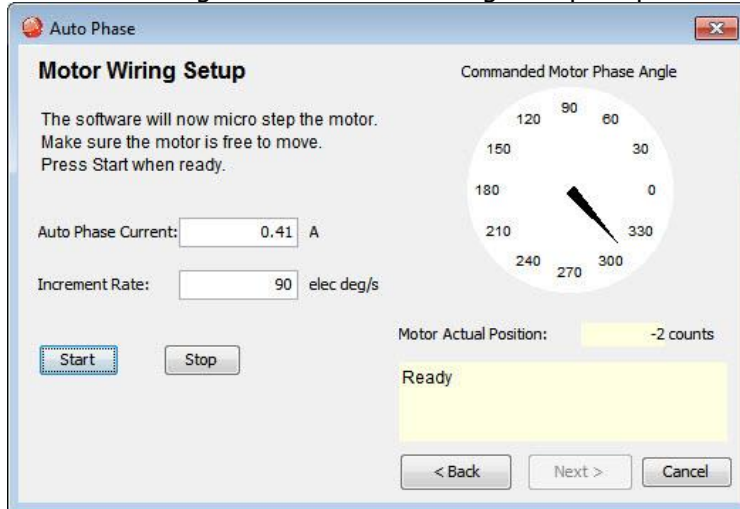 Auto Phase
Motor Wiring Setup
The software will now micro step the motor.
Make sure the motor is free to move.
Press Start when ready.
Auto Phase Current: 0.41 A
Increment Rate: 90 elec deg/s
Start Stop
Commanded Motor Phase Angle
90
120 60
150 30
180 0
210 330
240 300
270
Motor Actual Position: -2 counts
Ready
< Back Next > Cancel